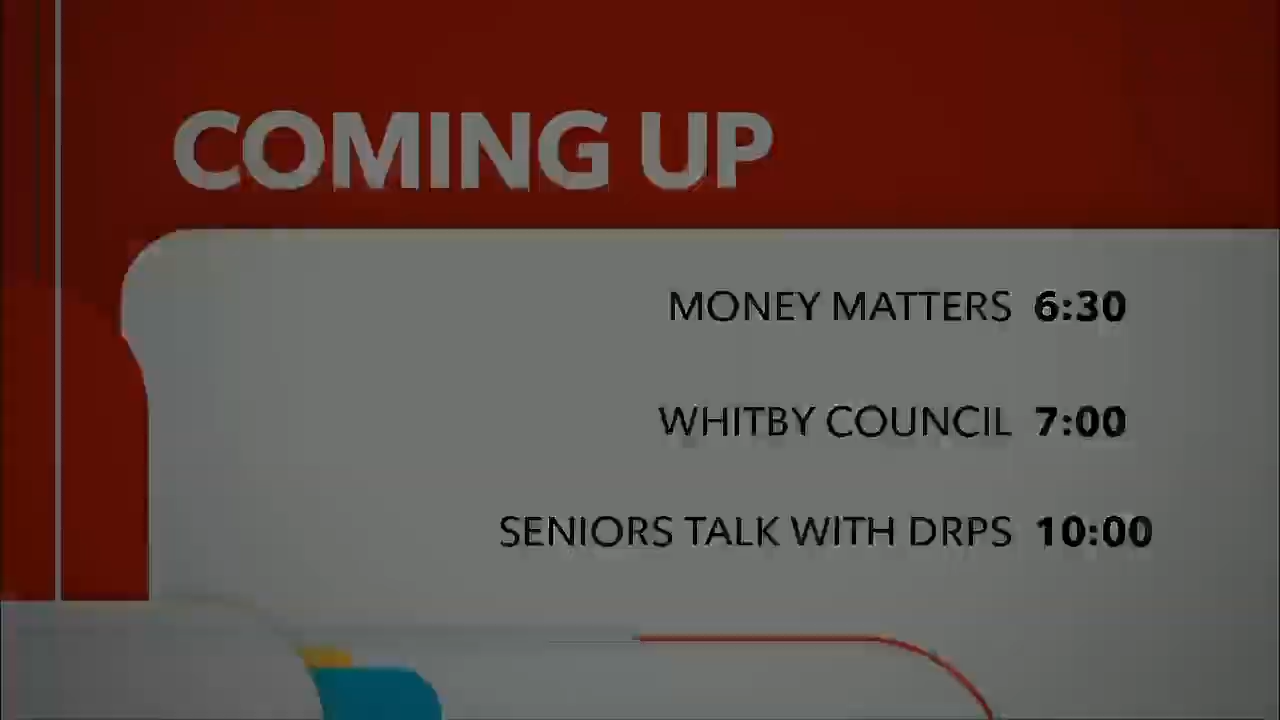 COMING UP
MONEY MATTERS 6:30
WHITBY COUNCIL 7:00
SENIORS TALK WITH DRPS 10:00